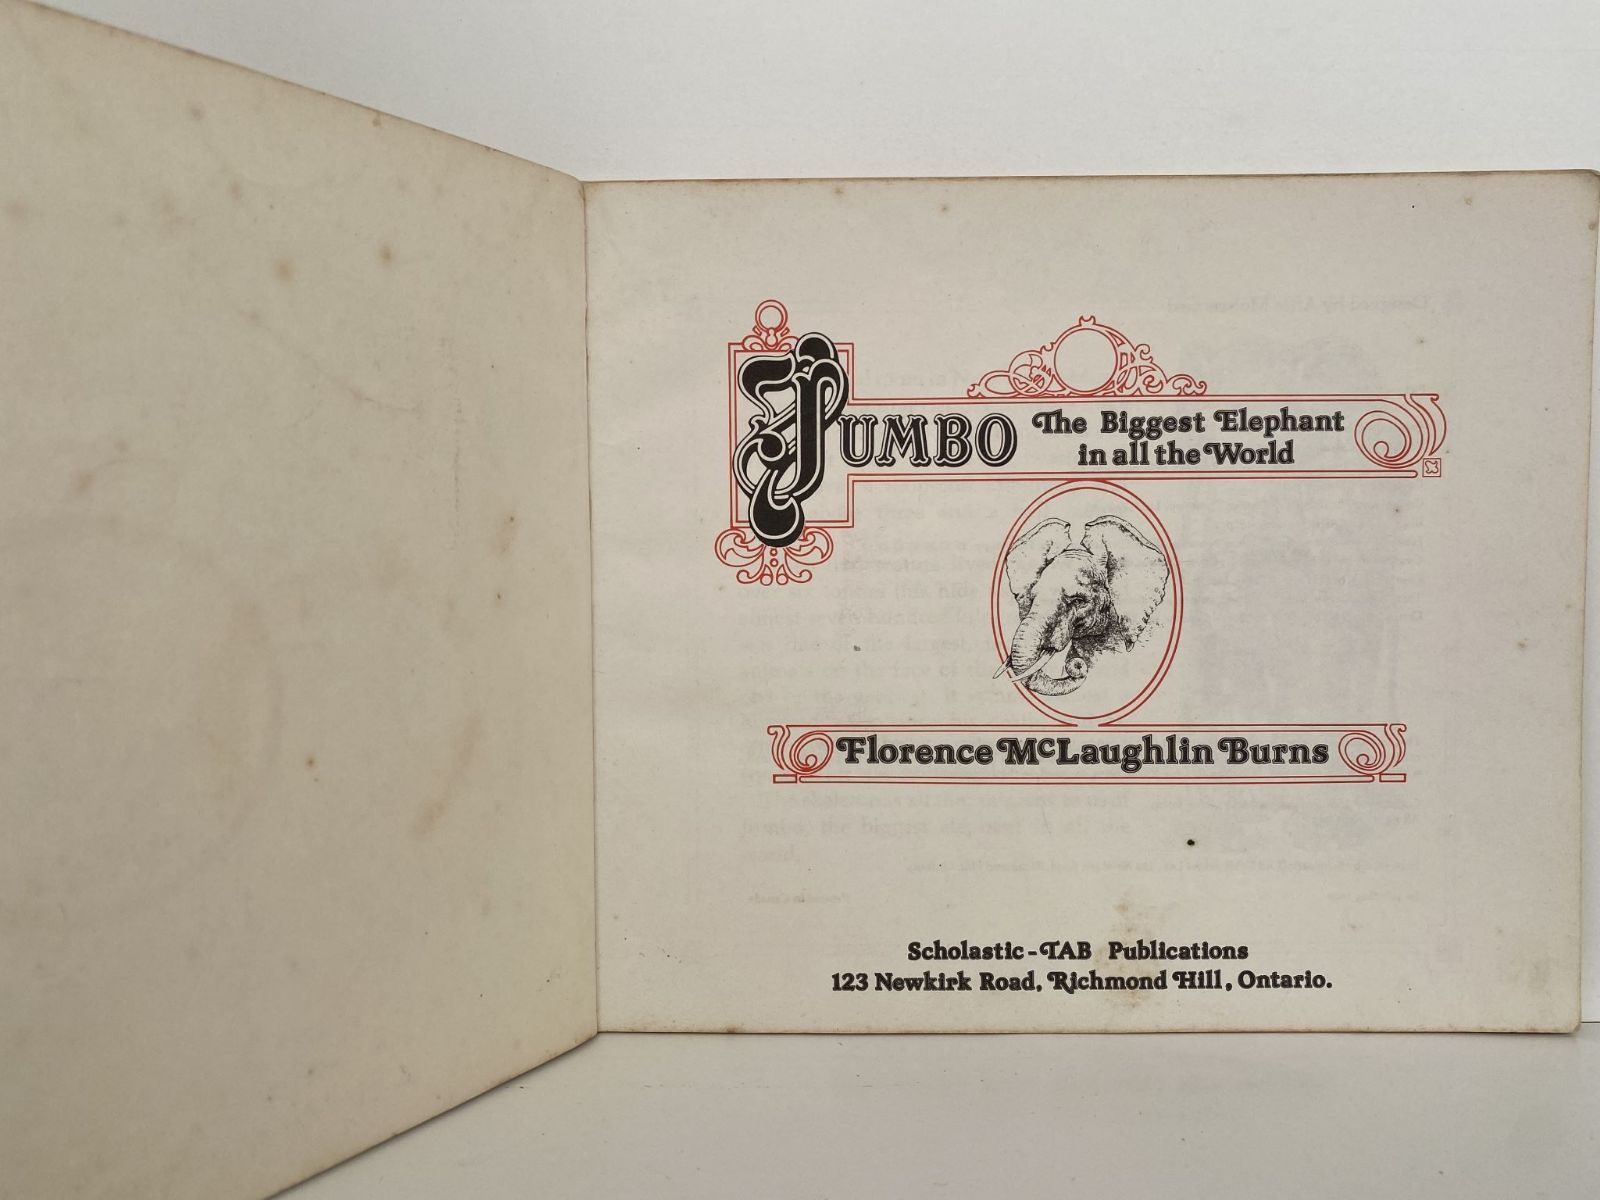 JUMBO The Biggest Elephant
in all the World
Florence McLaughlin Burns
Scholastic-TAB Publications
123 Newkirk Road, Richmond Hill, Ontario.